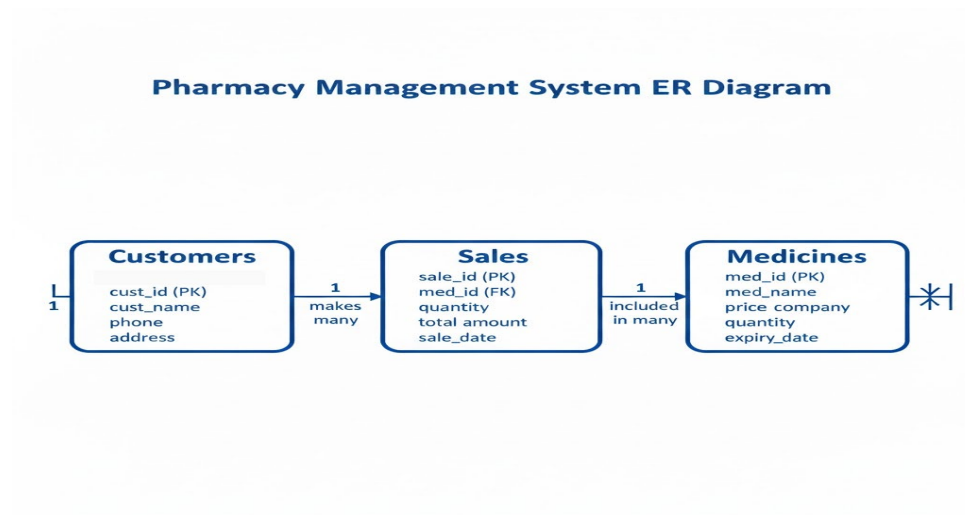 Pharmacy Management System ER Diagram
Customers
cust_id (PK)
cust_name
phone
address
1
1
makes
many
Sales
sale_id (PK)
med_id (FK)
quantity
total amount
sale_date
1
included
in many
Medicines
med_id (PK)
med_name
price company
quantity
expiry_date